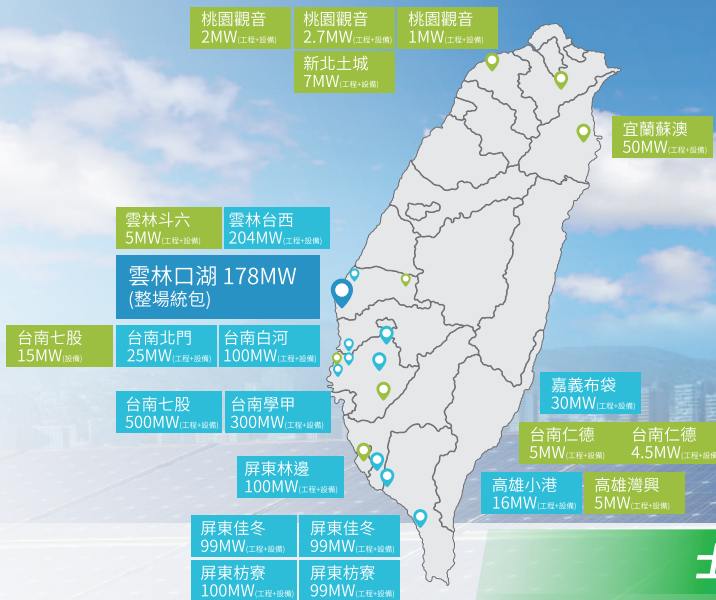 桃園觀音
2MW(工程+設備)
桃園觀音
2.7MW(工程+設備)
桃園觀音
1MW(工程+設備)
新北土城
7MW(工程+設備)
宜蘭蘇澳
50MW(工程+設備)
雲林斗六
5MW(工程+設備)
雲林台西
204MW(工程+設備)
雲林口湖 178MW
(整場統包)
台南七股
15MW(設備)
台南北門
25MW(工程+設備)
台南白河
100MW(工程+設備)
台南七股
500MW(工程+設備)
台南學甲
300MW(工程+設備)
嘉義布袋
30MW(工程+設備)
台南仁德
5MW(工程+設備)
台南仁德
4.5MW(工程+設備
屏東林邊
100MW(工程+設備)
高雄小港
16MW(工程+設備)
高雄灣興
5MW(工程+設備)
屏東佳冬
99MW(工程+設備)
屏東佳冬
99MW(工程+設備)
屏東枋寮
100MW(工程+設備)
屏東枋寮
99MW(工程+設備)